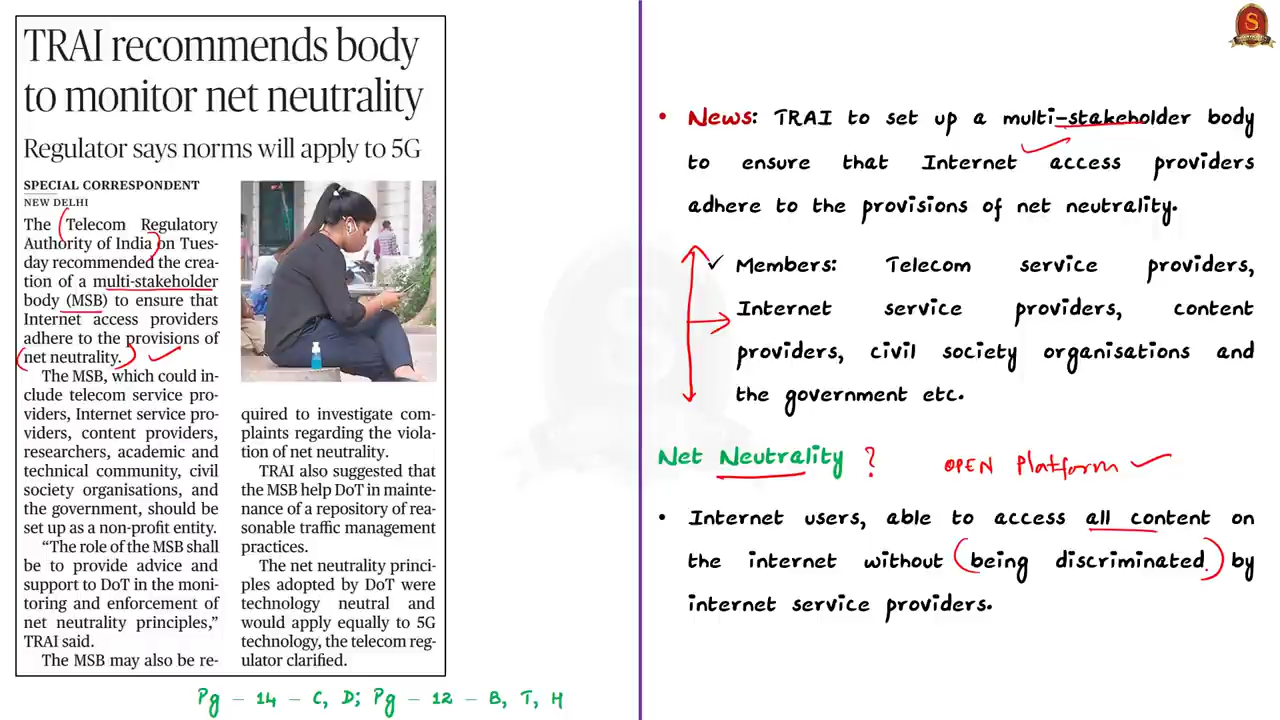 TRAI recommends body
to monitor net neutrality
Regulator says norms will apply to 5G
SPECIAL CORRESPONDENT
NEW DELHI
The Telecom Regulatory
Authority of India on Tues-
day recommended the crea-
tion of a multi-stakeholder
body (MSB) to ensure that
Internet access providers
adhere to the provisions of
net neutrality.
The MSB, which could in-
clude telecom service pro-
viders, Internet service pro-
viders, content providers,
researchers, academic and
technical community, civil
society organisations, and
the government, should be
set up as a non-profit entity.
“The role of the MSB shall
be to provide advice and
support to DoT in the moni-
toring and enforcement of
net neutrality principles,”
TRAI said.
The MSB may also be re-
quired to investigate com-
plaints regarding the viola-
tion of net neutrality.
TRAI also suggested that
the MSB help DoT in mainte-
nance of a repository of rea-
sonable traffic management
practices.
The net neutrality princi-
ples adopted by DoT were
technology neutral and
would apply equally to 5G
technology, the telecom reg-
ulator clarified.
Pg - 14 - C, D; Pg - 12 - B, T, H
• News: TRAI to set up a multi-stakeholder body
to ensure that Internet access providers
adhere to the provisions of net neutrality.
✓ Members: Telecom service providers,
Internet service providers, content
providers, civil society organisations and
the government etc.
Net Neutrality ? OPEN Platform
• Internet users, able to access all content on
the internet without (being discriminated) by
internet service providers.